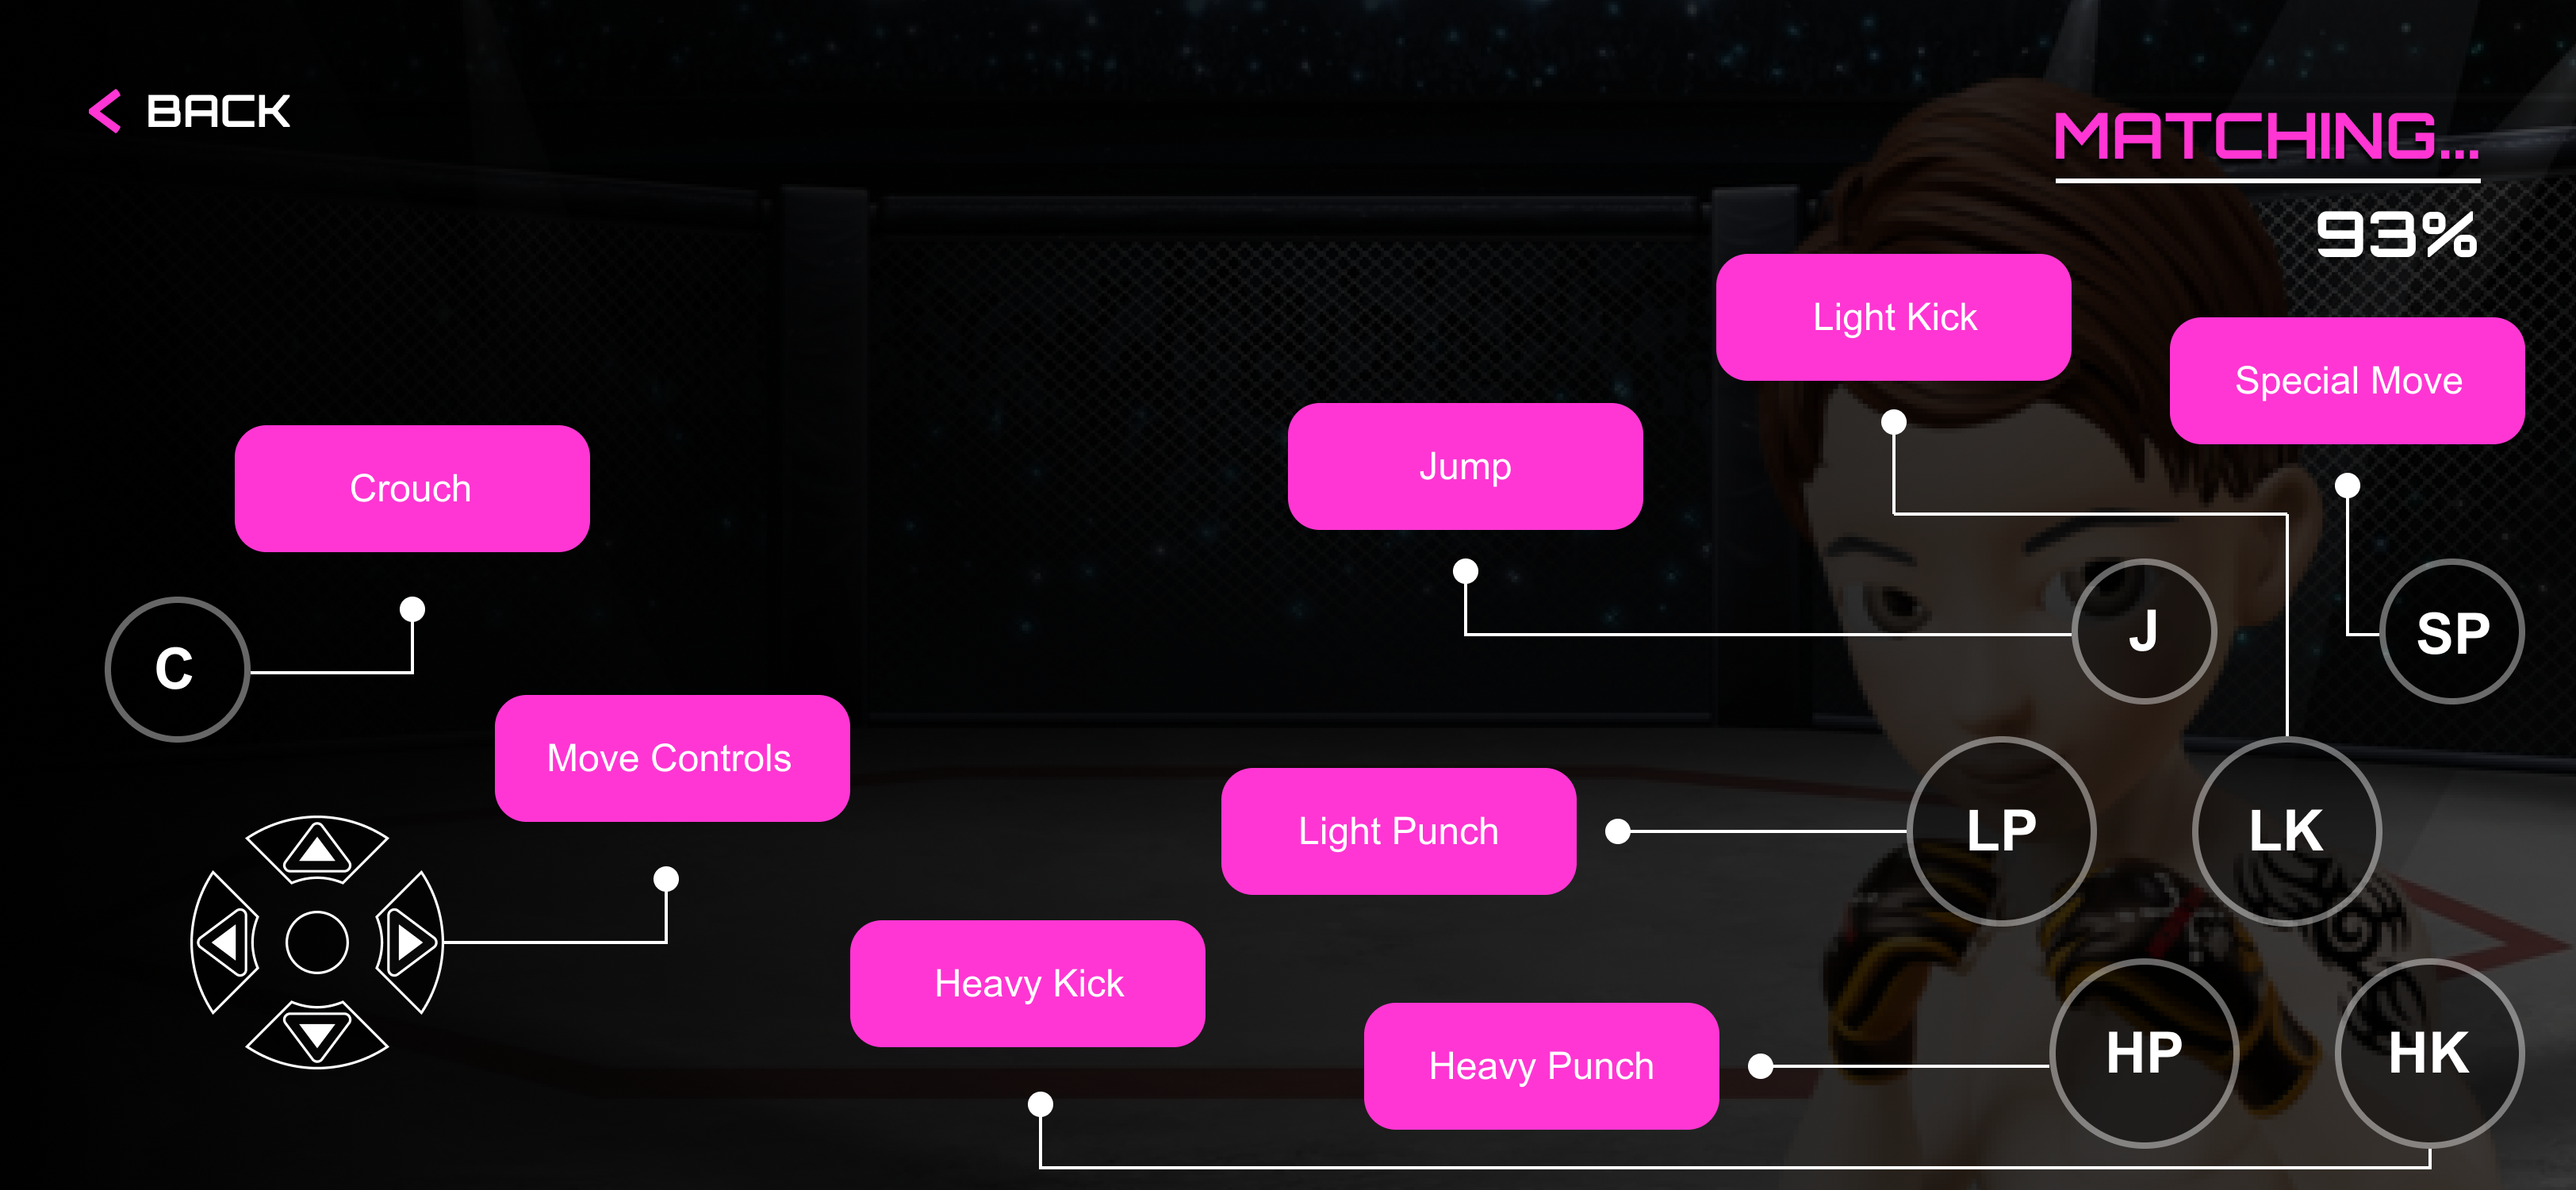 BACK
MATCHING...
93%
Light Kick
Special Move
Jump
Crouch
J
SP
C
Move Controls
Light Punch
LP
LK
Heavy Kick
Heavy Punch
HP
HK